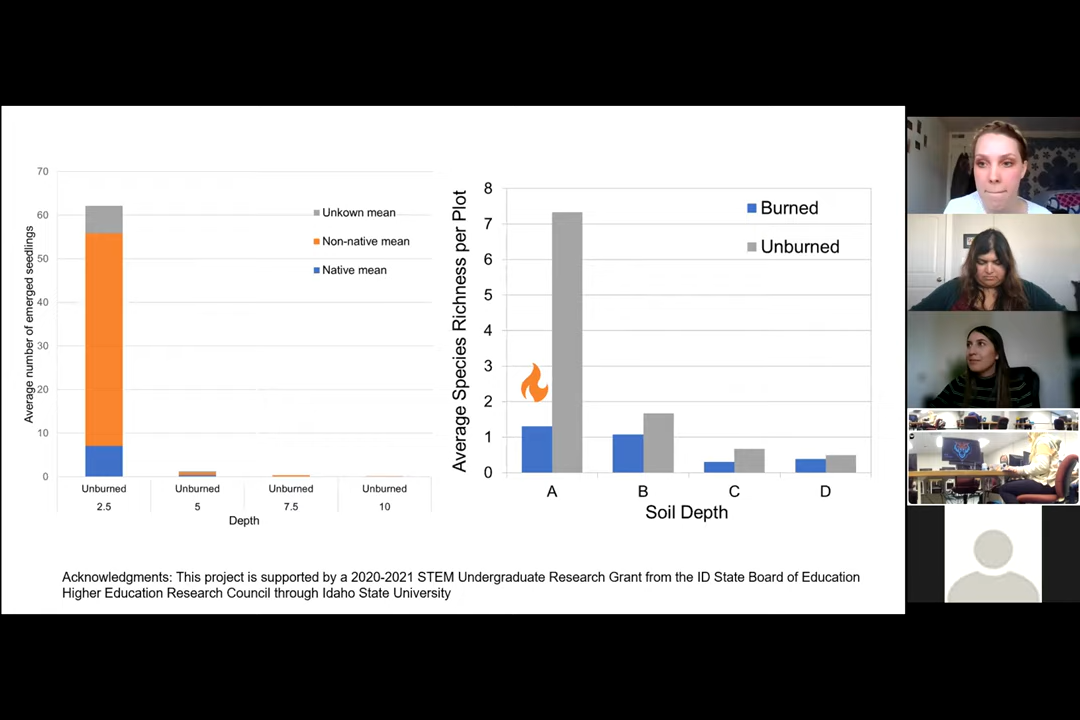 70
60
50
40
30
20
10
0
Average number of emerged seedlings
Unkown mean
Non-native mean
Native mean
Unburned Unburned Unburned Unburned
2.5 5 7.5 10
Depth
8
7
6
5
4
3
2
1
0
Average Species Richness per Plot
Burned
Unburned
A B C D
Soil Depth
Acknowledgments: This project is supported by a 2020-2021 STEM Undergraduate Research Grant from the ID State Board of Education
Higher Education Research Council through Idaho State University